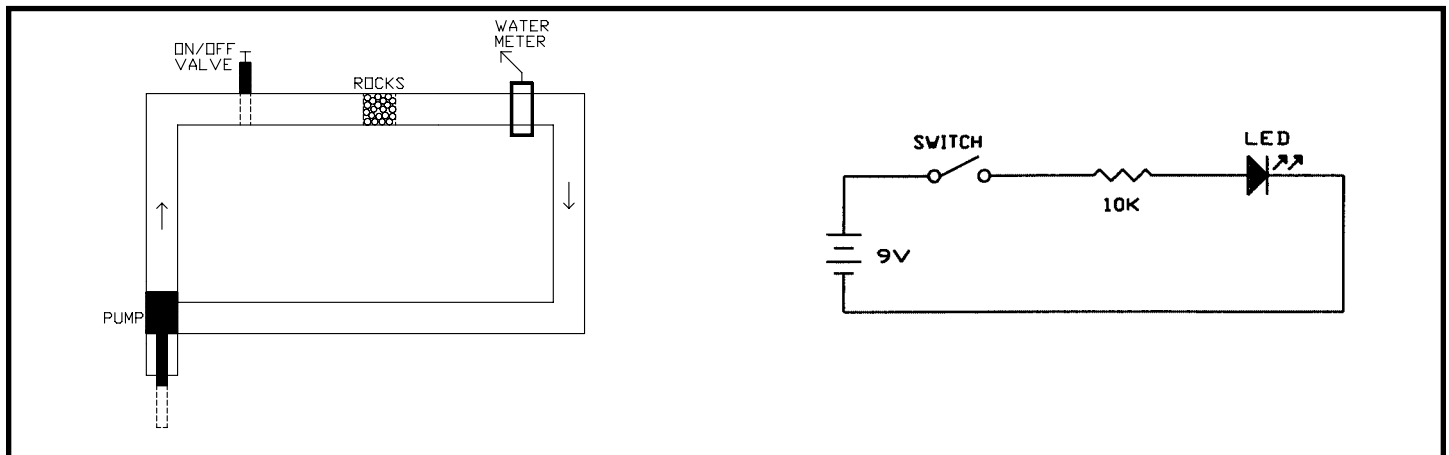 ON/OFF
VALVE
ROCKS
WATER
METER
PUMP
SWITCH
LED
10K
9V